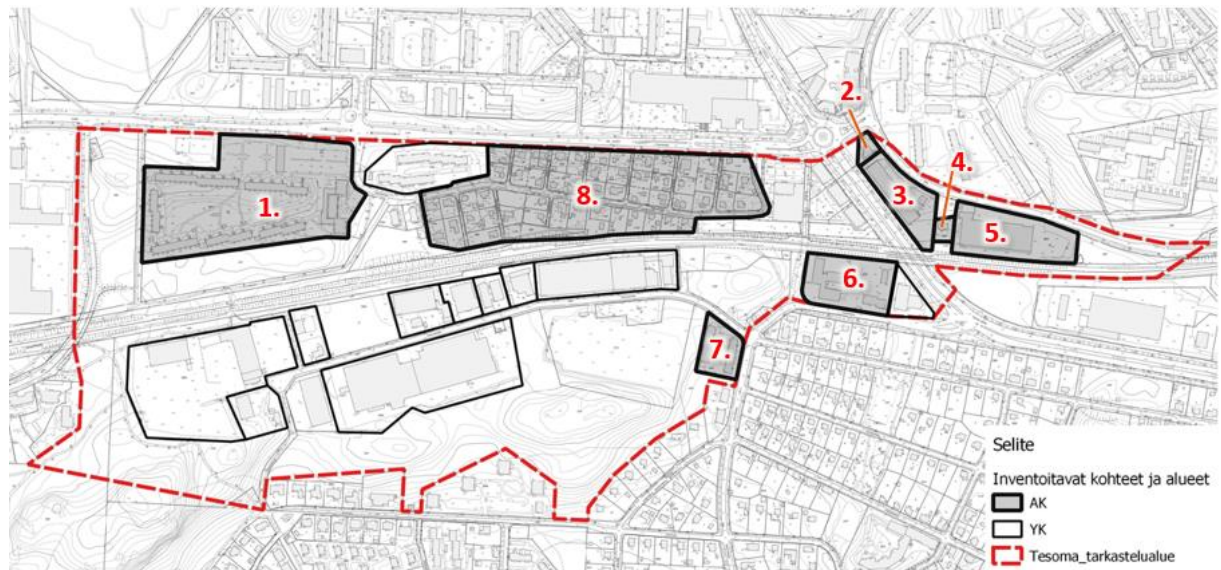 2.
4.
1.
8.
3.
5.
6.
7.
Selite
Inventoitavat kohteet ja alueet
AK
YK
Tesoma_tarkastelualue